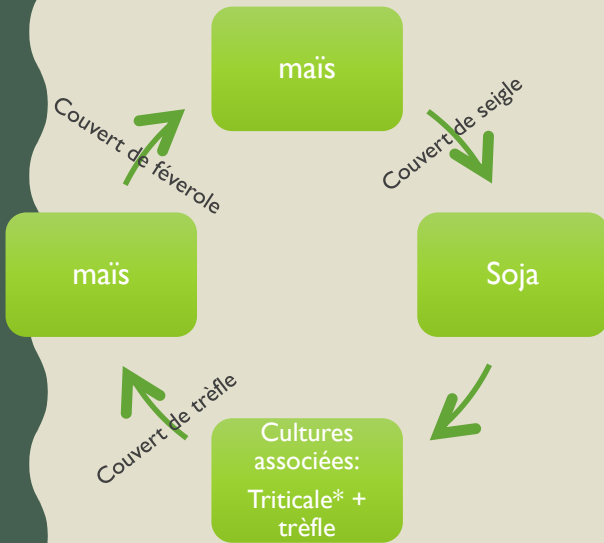 maïs
Couvert de féverole
Couvert de seigle
maïs
Soja
Couvert de trèfle
Cultures
associées:
Triticale* +
trèfle